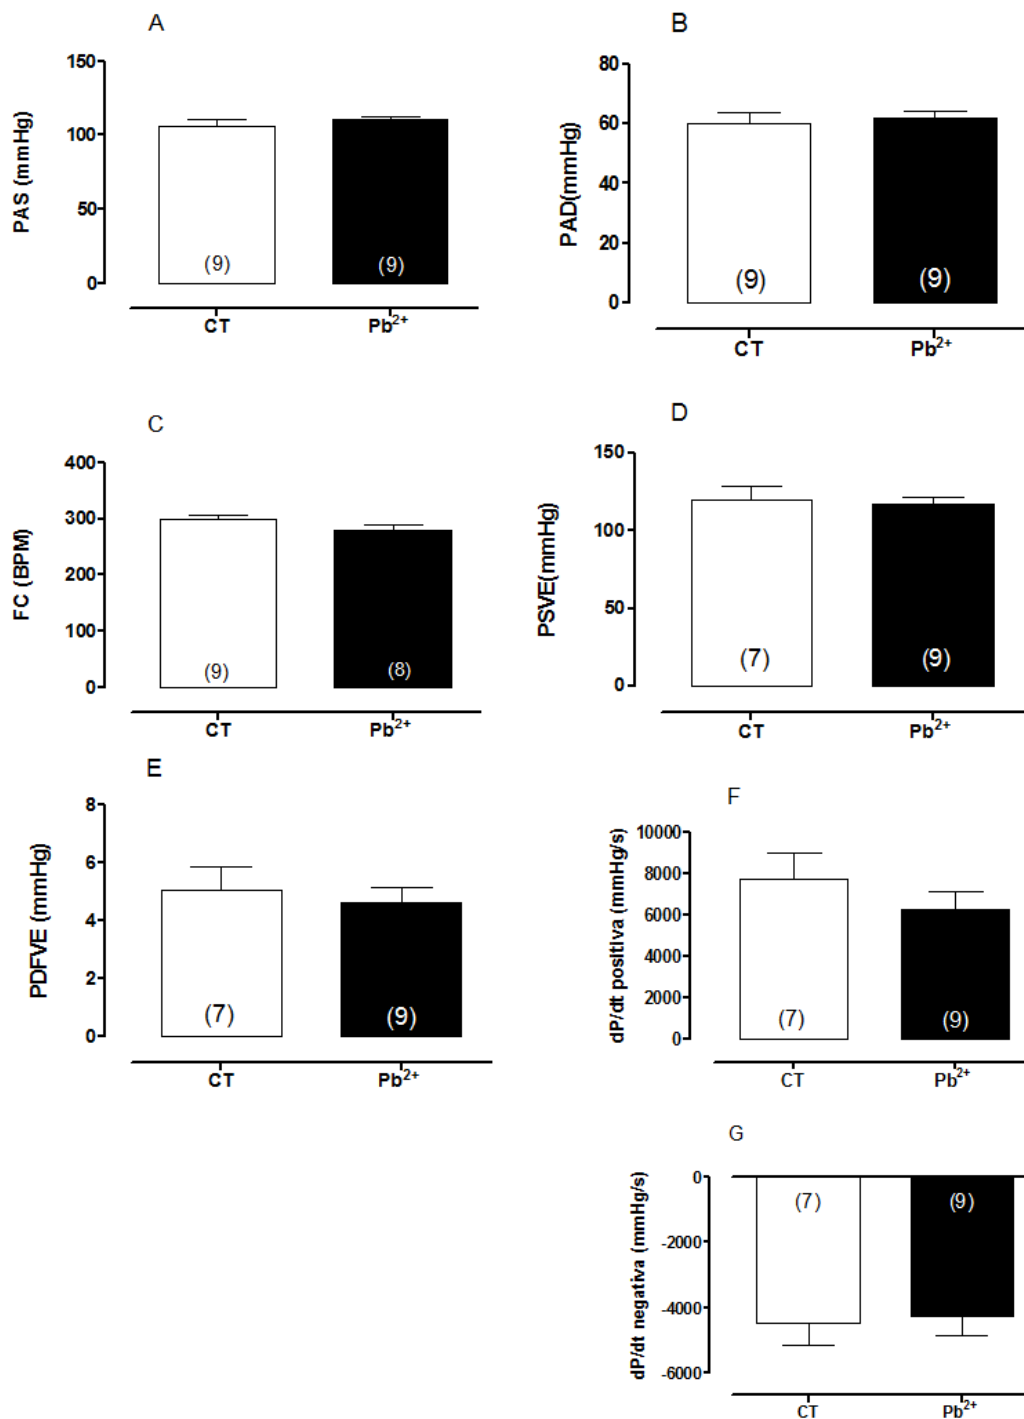 A
PAS (mmHg)
150
100
50
0
(9)
(9)
CT
Pb²⁺
B
PAD(mmHg)
80
60
40
20
0
(9)
(9)
CT
Pb²⁺
C
FC (BPM)
400
300
200
100
0
(9)
(8)
CT
Pb²⁺
D
PSVE(mmHg)
150
100
50
0
(7)
(9)
CT
Pb²⁺
E
PDFVE (mmHg)
8
6
4
2
0
(7)
(9)
CT
Pb²⁺
F
dP/dt positiva (mmHg/s)
10000
8000
6000
4000
2000
0
(7)
(9)
CT
Pb²⁺
G
dP/dt negativa (mmHg/s)
0
-2000
-4000
-6000
(7)
(9)
CT
Pb²⁺